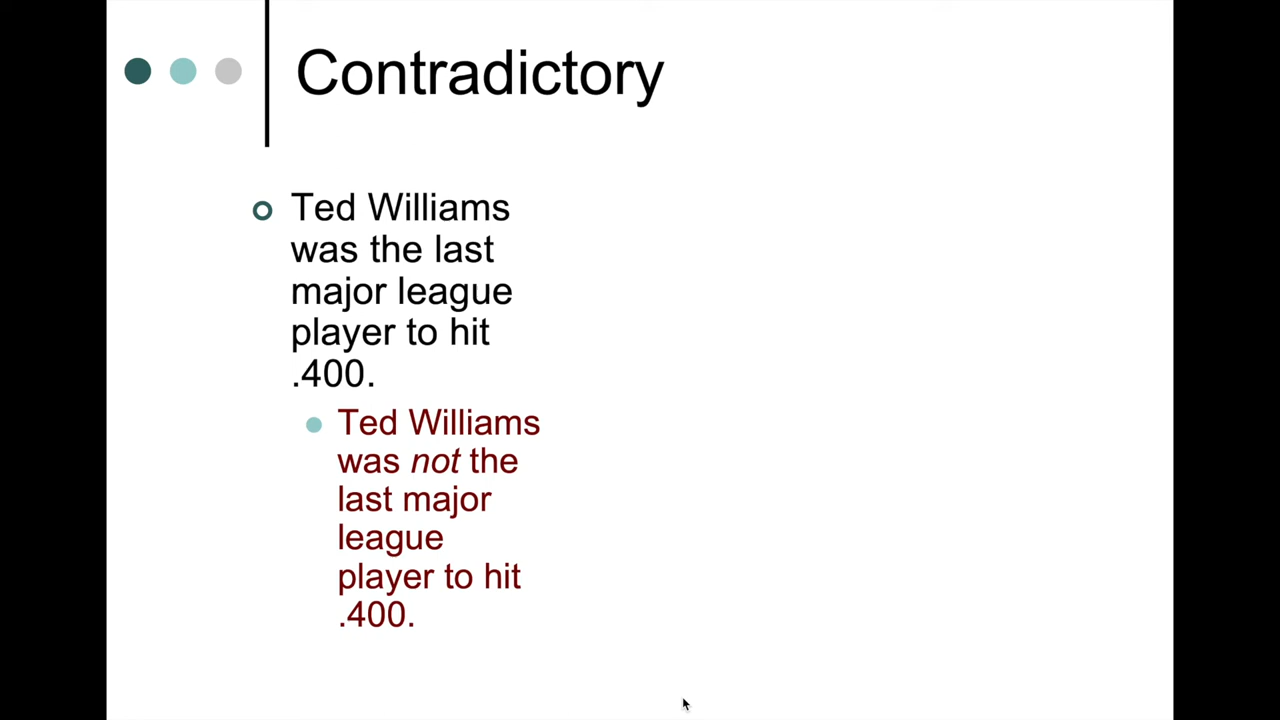 Contradictory
Ted Williams
was the last
major league
player to hit
.400.
Ted Williams
was not the
last major
league
player to hit
.400.